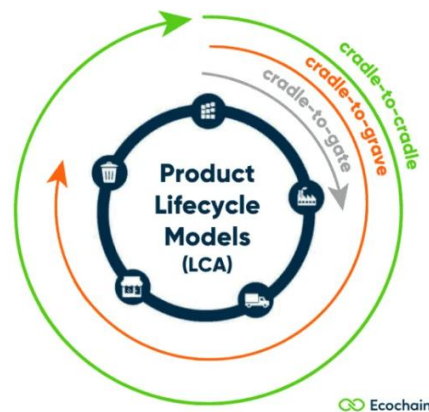 cradle-to-cradle
cradle-to-grave
cradle-to-gate
Product
Lifecycle
Models
(LCA)
Ecochain